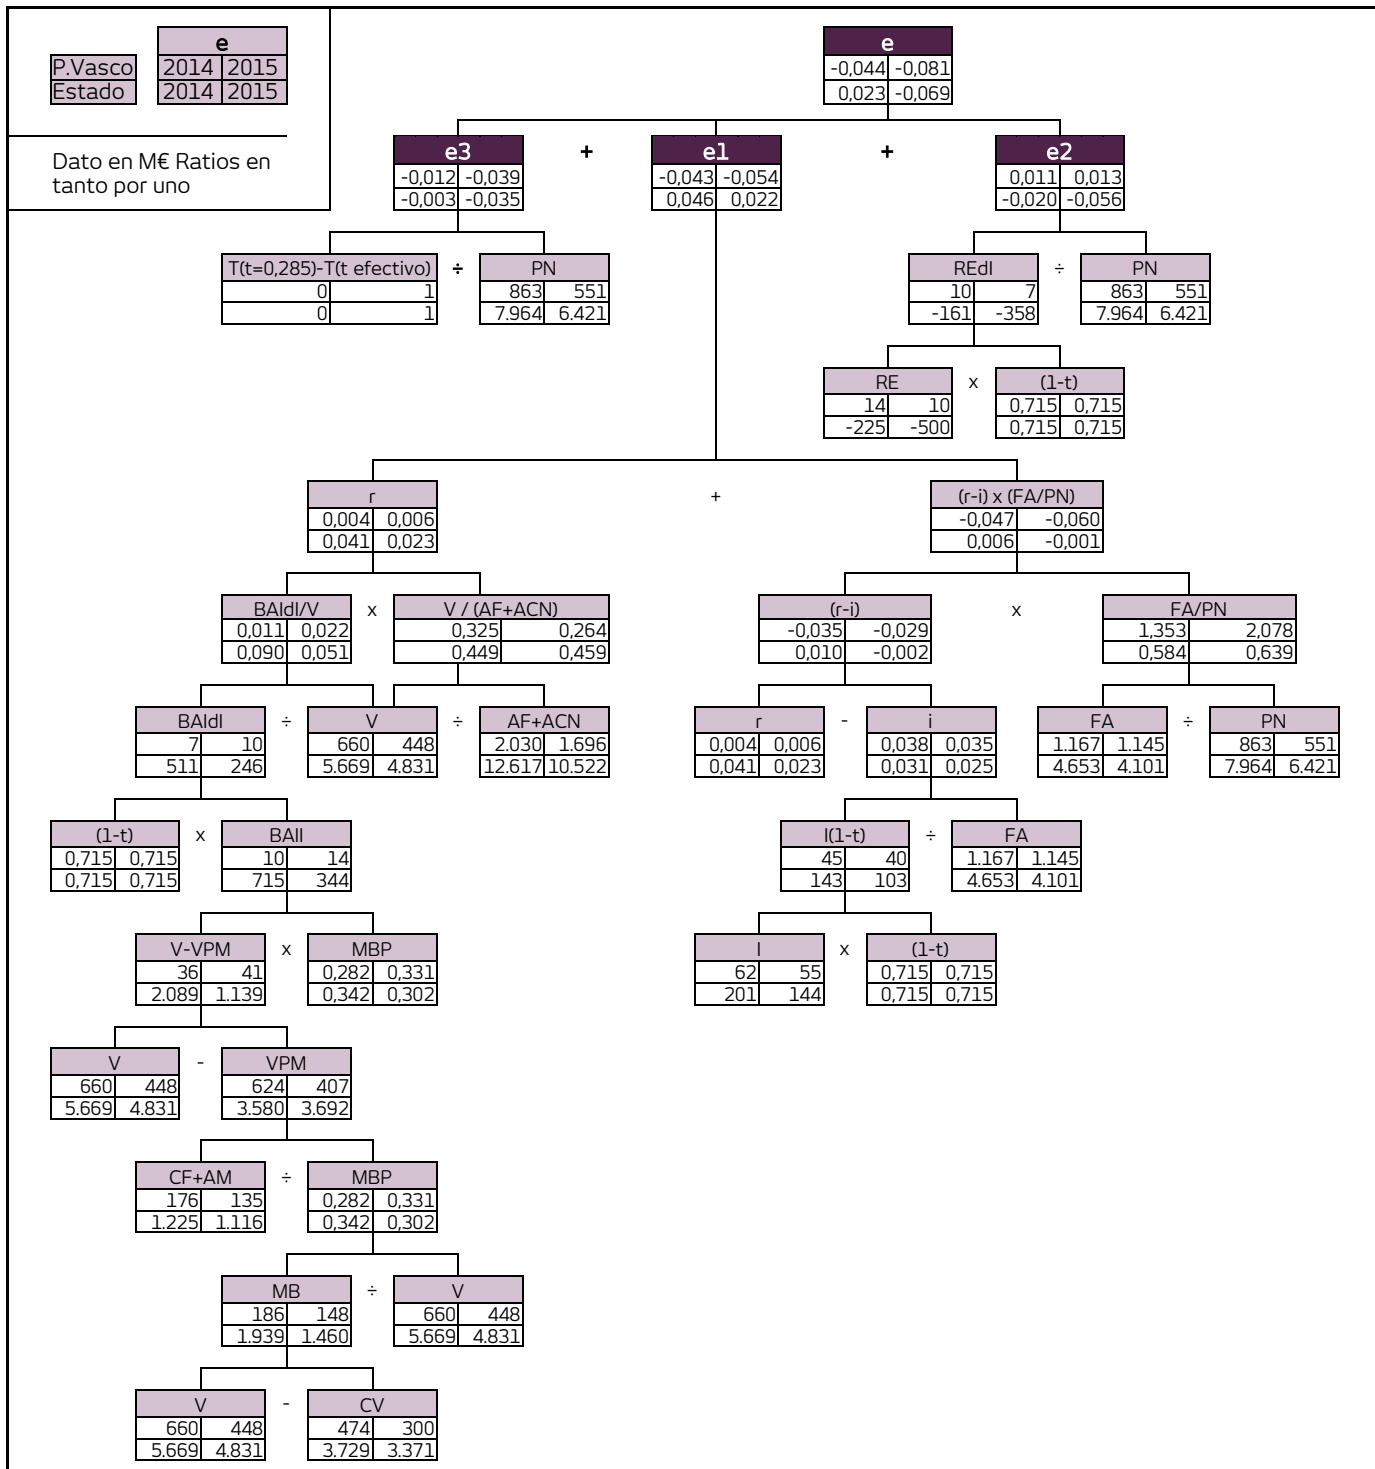 e
P.Vasco 2014 2015
Estado 2014 2015
Dato en M€ Ratios en
tanto por uno
e
-0,044 -0,081
0,023 -0,069
e3 + e1 + e2
-0,012 -0,039 -0,043 -0,054 0,011 0,013
-0,003 -0,035 0,046 0,022 -0,020 -0,056
T(t=0,285)-T(t efectivo) ÷ PN REdI ÷ PN
0 1 863 551 10 7 863 551
0 1 7.964 6.421 -161 -358 7.964 6.421
RE x (1-t)
14 10 0,715 0,715
-225 -500 0,715 0,715
r + (r-i) x (FA/PN)
0,004 0,006 -0,047 -0,060
0,041 0,023 0,006 -0,001
BAIdI/V x V / (AF+ACN) (r-i) x FA/PN
0,011 0,022 0,325 0,264 -0,035 -0,029 1,353 2,078
0,090 0,051 0,449 0,459 0,010 -0,002 0,584 0,639
BAIdI ÷ V ÷ AF+ACN r - i FA ÷ PN
7 10 660 448 2.030 1.696 0,004 0,006 0,038 0,035 1.167 1.145 863 551
511 246 5.669 4.831 12.617 10.522 0,041 0,023 0,031 0,025 4.653 4.101 7.964 6.421
(1-t) x BAII I(1-t) ÷ FA
0,715 0,715 10 14 45 40 1.167 1.145
0,715 0,715 715 344 143 103 4.653 4.101
V-VPM x MBP I x (1-t)
36 41 0,282 0,331 62 55 0,715 0,715
2.089 1.139 0,342 0,302 201 144 0,715 0,715
V - VPM
660 448 624 407
5.669 4.831 3.580 3.692
CF+AM ÷ MBP
176 135 0,282 0,331
1.225 1.116 0,342 0,302
MB ÷ V
186 148 660 448
1.939 1.460 5.669 4.831
V - CV
660 448 474 300
5.669 4.831 3.729 3.371